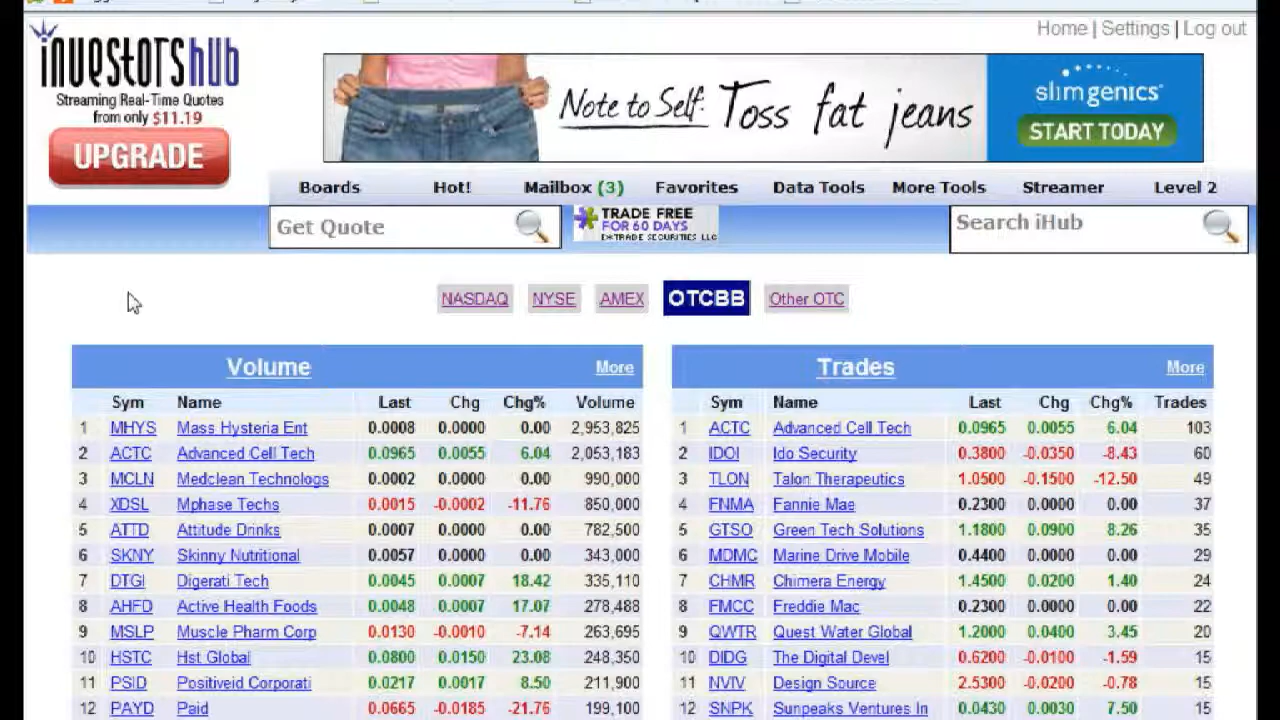 Home | Settings | Log out
investorshub
Streaming Real-Time Quotes
from only $11.19
UPGRADE
Note to Self: Toss fat jeans
slimgenics
START TODAY
Boards Hot! Mailbox (3) Favorites Data Tools More Tools Streamer Level 2
Get Quote
TRADE FREE
FOR 60 DAYS
E*TRADE SECURITIES LLC
Search iHub
NASDAQ NYSE AMEX OTCBB Other OTC
Volume More
Sym Name Last Chg Chg% Volume
1 MHYS Mass Hysteria Ent 0.0008 0.0000 0.00 2,953,825
2 ACTC Advanced Cell Tech 0.0965 0.0055 6.04 2,053,183
3 MCLN Medclean Technologs 0.0002 0.0000 0.00 990,000
4 XDSL Mphase Techs 0.0015 -0.0002 -11.76 850,000
5 ATTD Attitude Drinks 0.0007 0.0000 0.00 782,500
6 SKNY Skinny Nutritional 0.0057 0.0000 0.00 343,000
7 DTGI Digerati Tech 0.0045 0.0007 18.42 335,110
8 AHFD Active Health Foods 0.0048 0.0007 17.07 278,488
9 MSLP Muscle Pharm Corp 0.0130 -0.0010 -7.14 263,695
10 HSTC Hst Global 0.0800 0.0150 23.08 248,350
11 PSID Positiveid Corporati 0.0217 0.0017 8.50 211,900
12 PAYD Paid 0.0665 -0.0185 -21.76 199,100
Trades More
Sym Name Last Chg Chg% Trades
1 ACTC Advanced Cell Tech 0.0965 0.0055 6.04 103
2 IDOI Ido Security 0.3800 -0.0350 -8.43 60
3 TLON Talon Therapeutics 1.0500 -0.1500 -12.50 49
4 FNMA Fannie Mae 0.2300 0.0000 0.00 37
5 GTSO Green Tech Solutions 1.1800 0.0900 8.26 35
6 MDMC Marine Drive Mobile 0.4400 0.0000 0.00 29
7 CHMR Chimera Energy 1.4500 0.0200 1.40 24
8 FMCC Freddie Mac 0.2300 0.0000 0.00 22
9 QWTR Quest Water Global 1.2000 0.0400 3.45 20
10 DIDG The Digital Devel 0.6200 -0.0100 -1.59 15
11 NVIV Design Source 2.5300 -0.0200 -0.78 15
12 SNPK Sunpeaks Ventures In 0.0430 0.0030 7.50 15